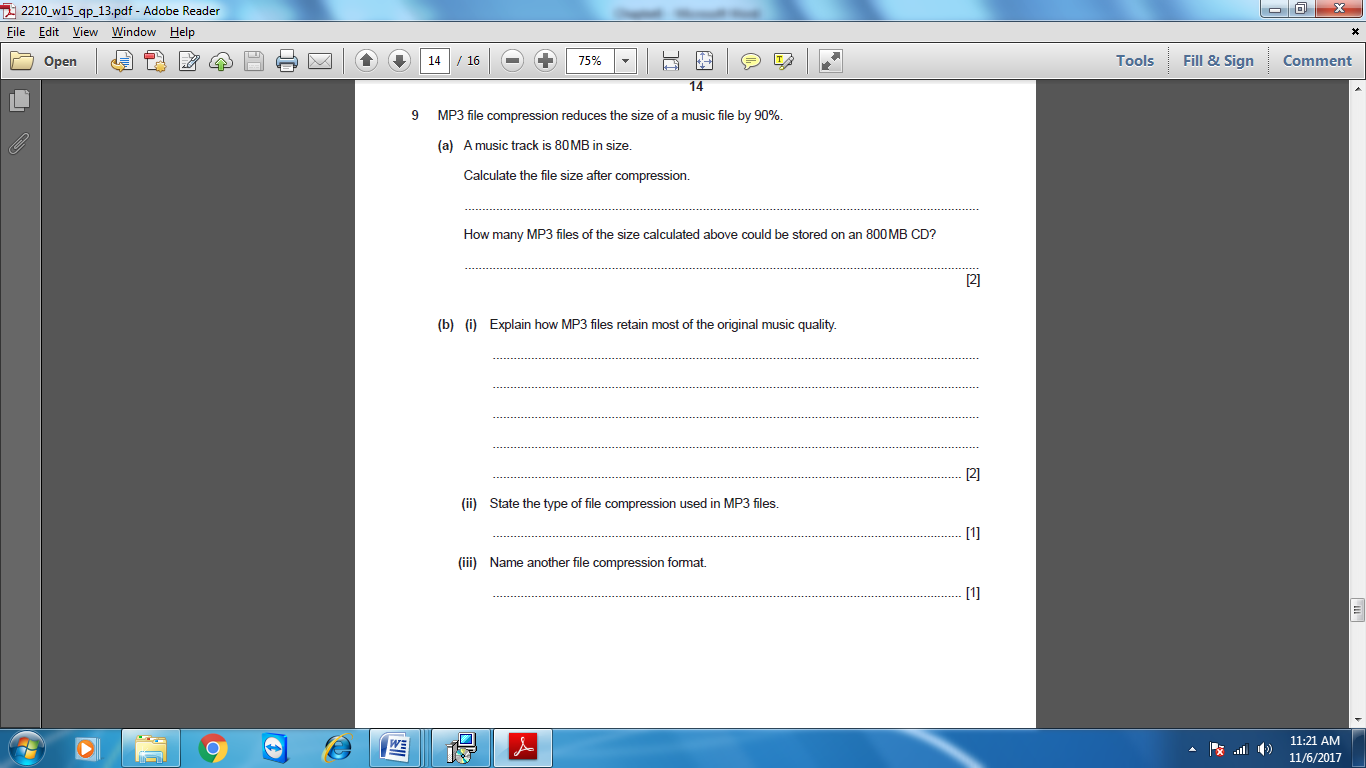 2210_w15_qp_13.pdf - Adobe Reader
File Edit View Window Help
Open 14 / 16 75% Tools Fill & Sign Comment
14
9 MP3 file compression reduces the size of a music file by 90%.
(a) A music track is 80 MB in size.
Calculate the file size after compression.
How many MP3 files of the size calculated above could be stored on an 800 MB CD?
[2]
(b) (i) Explain how MP3 files retain most of the original music quality.
[2]
(ii) State the type of file compression used in MP3 files.
[1]
(iii) Name another file compression format.
[1]
11:21 AM
11/6/2017